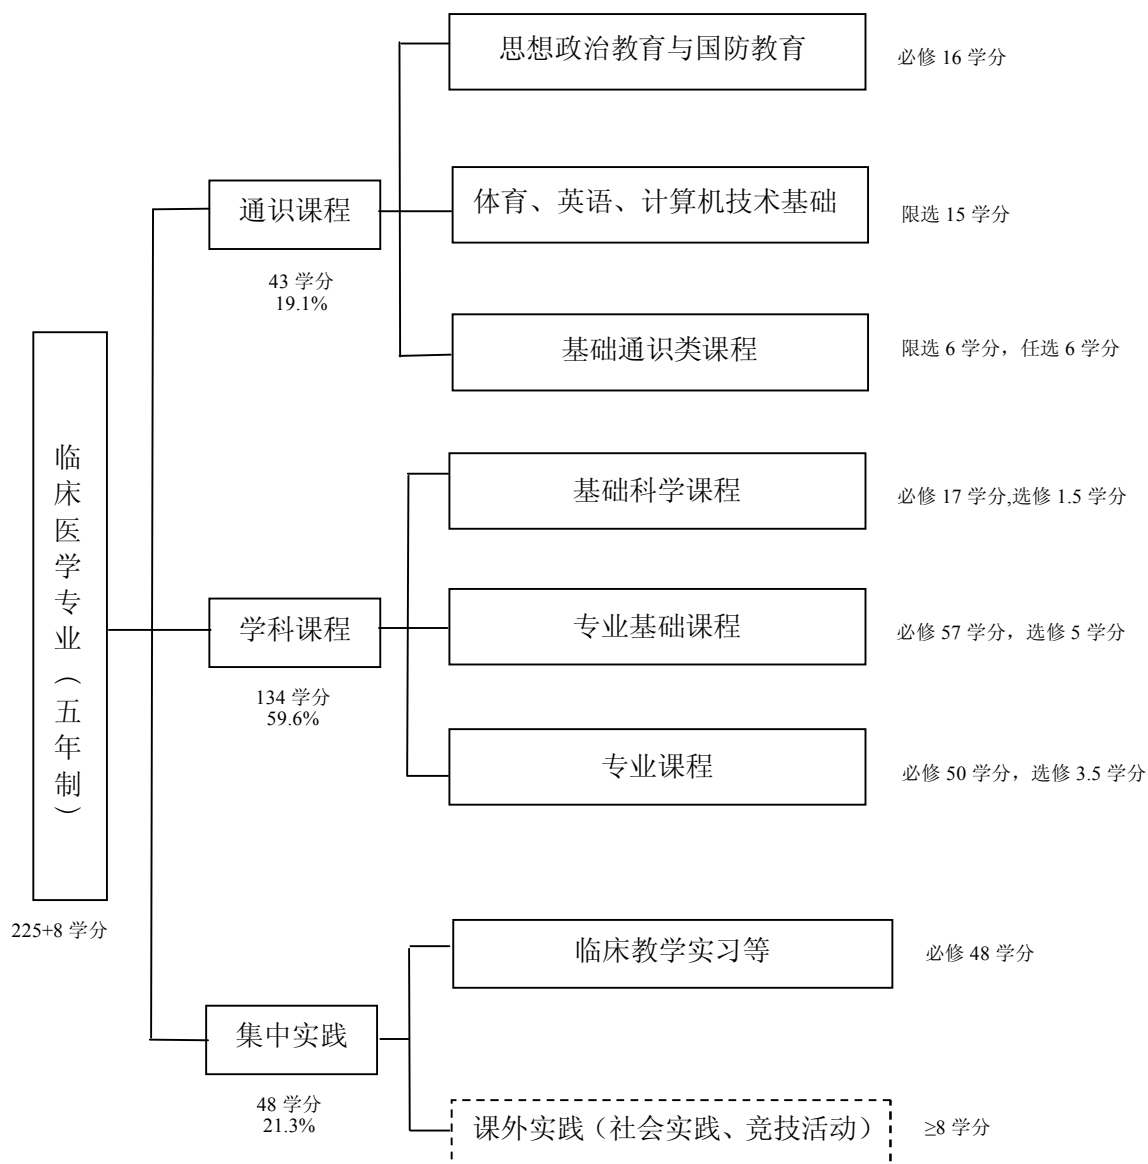 思想政治教育与国防教育
必修 16 学分
通识课程
43 学分
19.1%
体育、英语、计算机技术基础
限选 15 学分
基础通识类课程
限选 6 学分，任选 6 学分
临床医学专业（五年制）
225+8 学分
基础科学课程
必修 17 学分,选修 1.5 学分
学科课程
134 学分
59.6%
专业基础课程
必修 57 学分，选修 5 学分
专业课程
必修 50 学分，选修 3.5 学分
临床教学实习等
必修 48 学分
集中实践
48 学分
21.3%
课外实践（社会实践、竞技活动）
≥8 学分